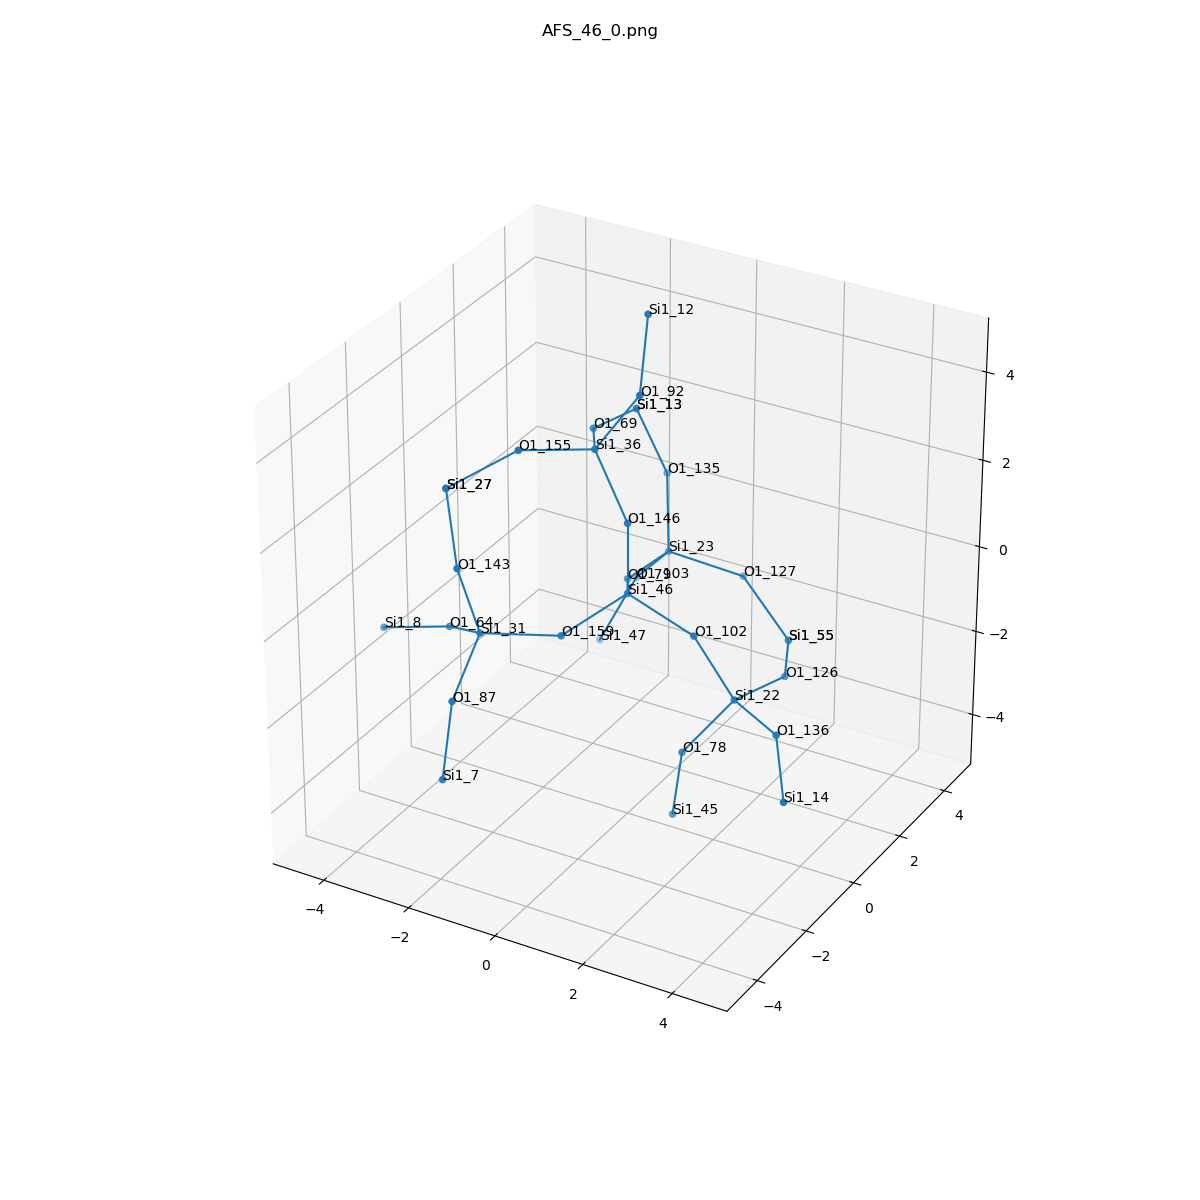 AFS_46_0.png
Si1_12
O1_92
Si1_13
O1_69
Si1_36
O1_155
O1_135
Si1_27
O1_146
Si1_23
O1_143
O1_79
O1_103
O1_127
Si1_46
Si1_8
O1_64
Si1_31
O1_159
Si1_47
O1_102
Si1_55
O1_126
O1_87
Si1_22
O1_136
O1_78
Si1_7
Si1_45
Si1_14
4
2
0
−2
−4
4
2
0
−2
−4
−4
−2
0
2
4